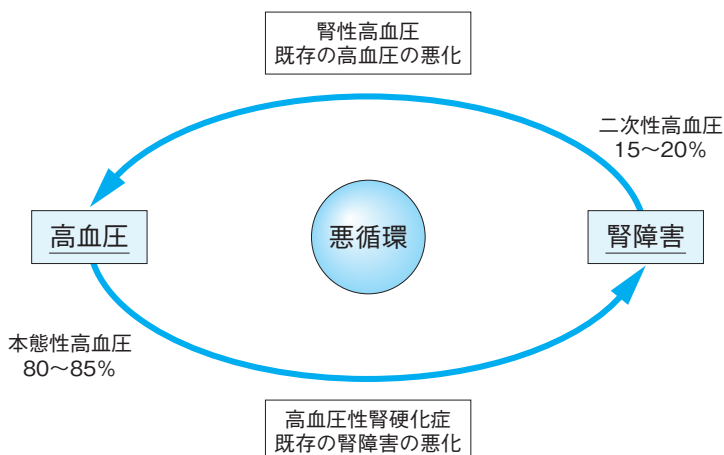 腎性高血圧
既存の高血圧の悪化
二次性高血圧
15〜20%
高血圧
悪循環
腎障害
本態性高血圧
80〜85%
高血圧性腎硬化症
既存の腎障害の悪化